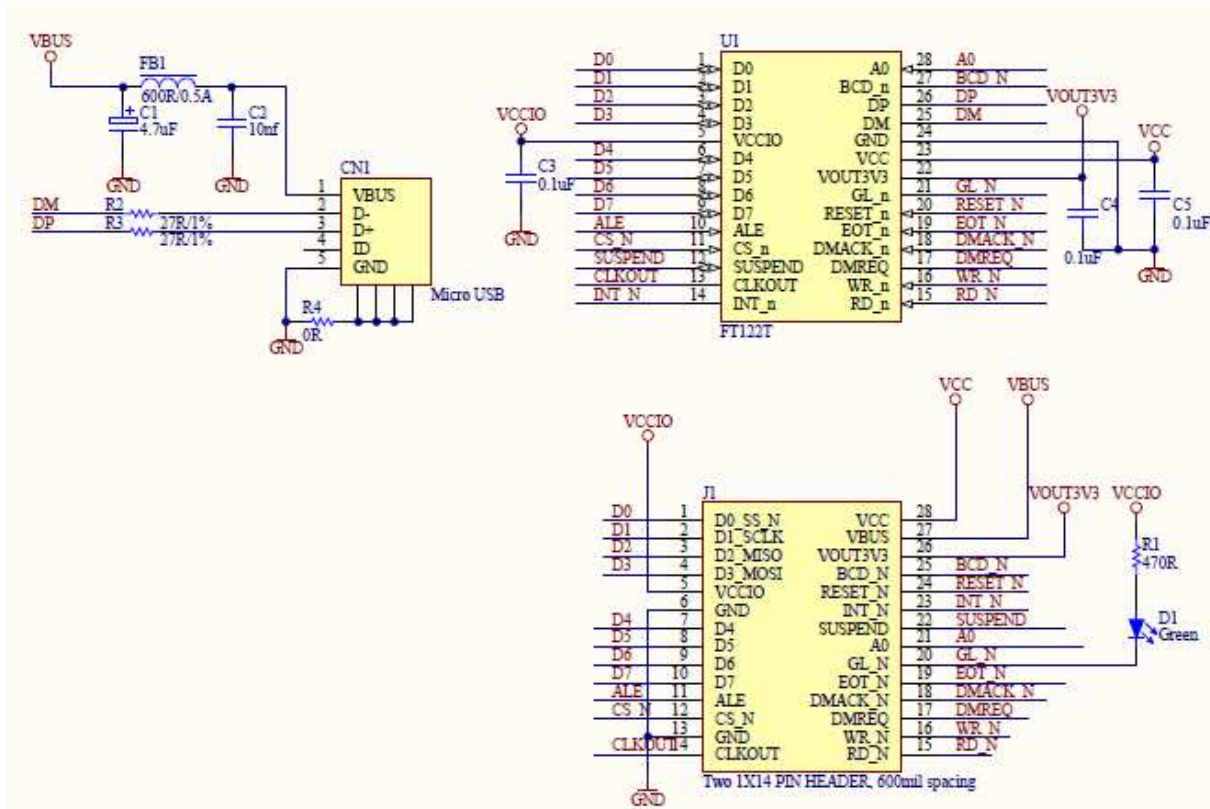 VBUS
FB1
600R/0.5A
C1
4.7uF
C2
10nf
GND
GND
CN1
1 VBUS
DM R2 27R/1% 2 D-
DP R3 27R/1% 3 D+
4 ID
5 GND
Micro USB
R4
0R
GND
U1
D0 1 D0 A0 28 A0
D1 2 D1 BCD_n 27 BCD_N
D2 3 D2 DP 26 DP
D3 4 D3 DM 25 DM
5 VCCIO GND 24
D4 6 D4 VCC 23
D5 7 D5 VOUT3V3 22
D6 8 D6 GL_n 21 GL_N
D7 9 D7 RESET_n 20 RESET_N
ALE 10 ALE EOT_n 19 EOT_N
CS_N 11 CS_n DMACK_n 18 DMACK_N
SUSPEND 12 SUSPEND DMREQ 17 DMREQ
CLKOUT 13 CLKOUT WR_n 16 WR_N
INT_N 14 INT_n RD_n 15 RD_N
FT122T
VCCIO
C3
0.1uF
GND
VOUT3V3
VCC
C4
0.1uF
C5
0.1uF
GND
VCCIO
VCC
VBUS
VOUT3V3
VCCIO
J1
D0 1 D0_SS_N VCC 28
D1 2 D1_SCLK VBUS 27
D2 3 D2_MISO VOUT3V3 26
D3 4 D3_MOSI BCD_N 25 BCD_N
5 VCCIO RESET_N 24 RESET_N
6 GND INT_N 23 INT_N
D4 7 D4 SUSPEND 22 SUSPEND
D5 8 D5 A0 21 A0
D6 9 D6 GL_N 20 GL_N
D7 10 D7 EOT_N 19 EOT_N
ALE 11 ALE DMACK_N 18 DMACK_N
CS_N 12 CS_N DMREQ 17 DMREQ
13 GND WR_N 16 WR_N
CLKOUT 14 CLKOUT RD_N 15 RD_N
Two 1X14 PIN HEADER, 600mil spacing
GND
R1
470R
D1
Green